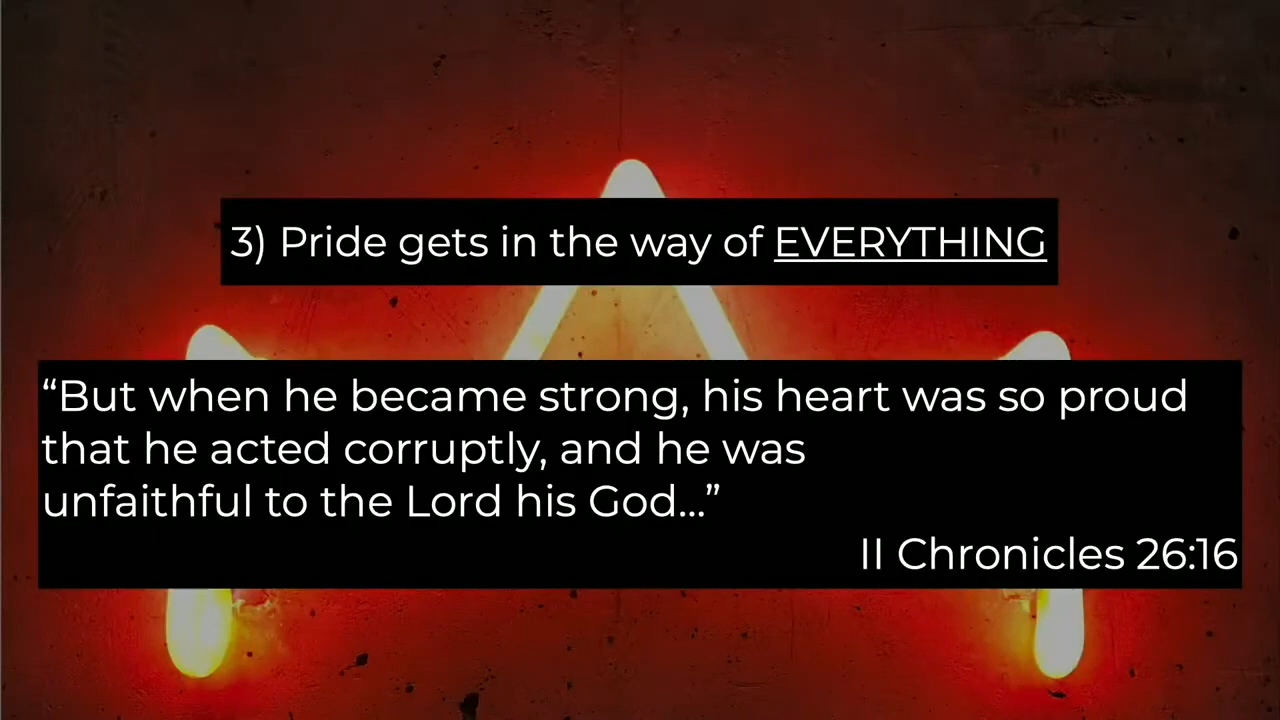 3) Pride gets in the way of EVERYTHING
“But when he became strong, his heart was so proud
that he acted corruptly, and he was
unfaithful to the Lord his God...”
II Chronicles 26:16